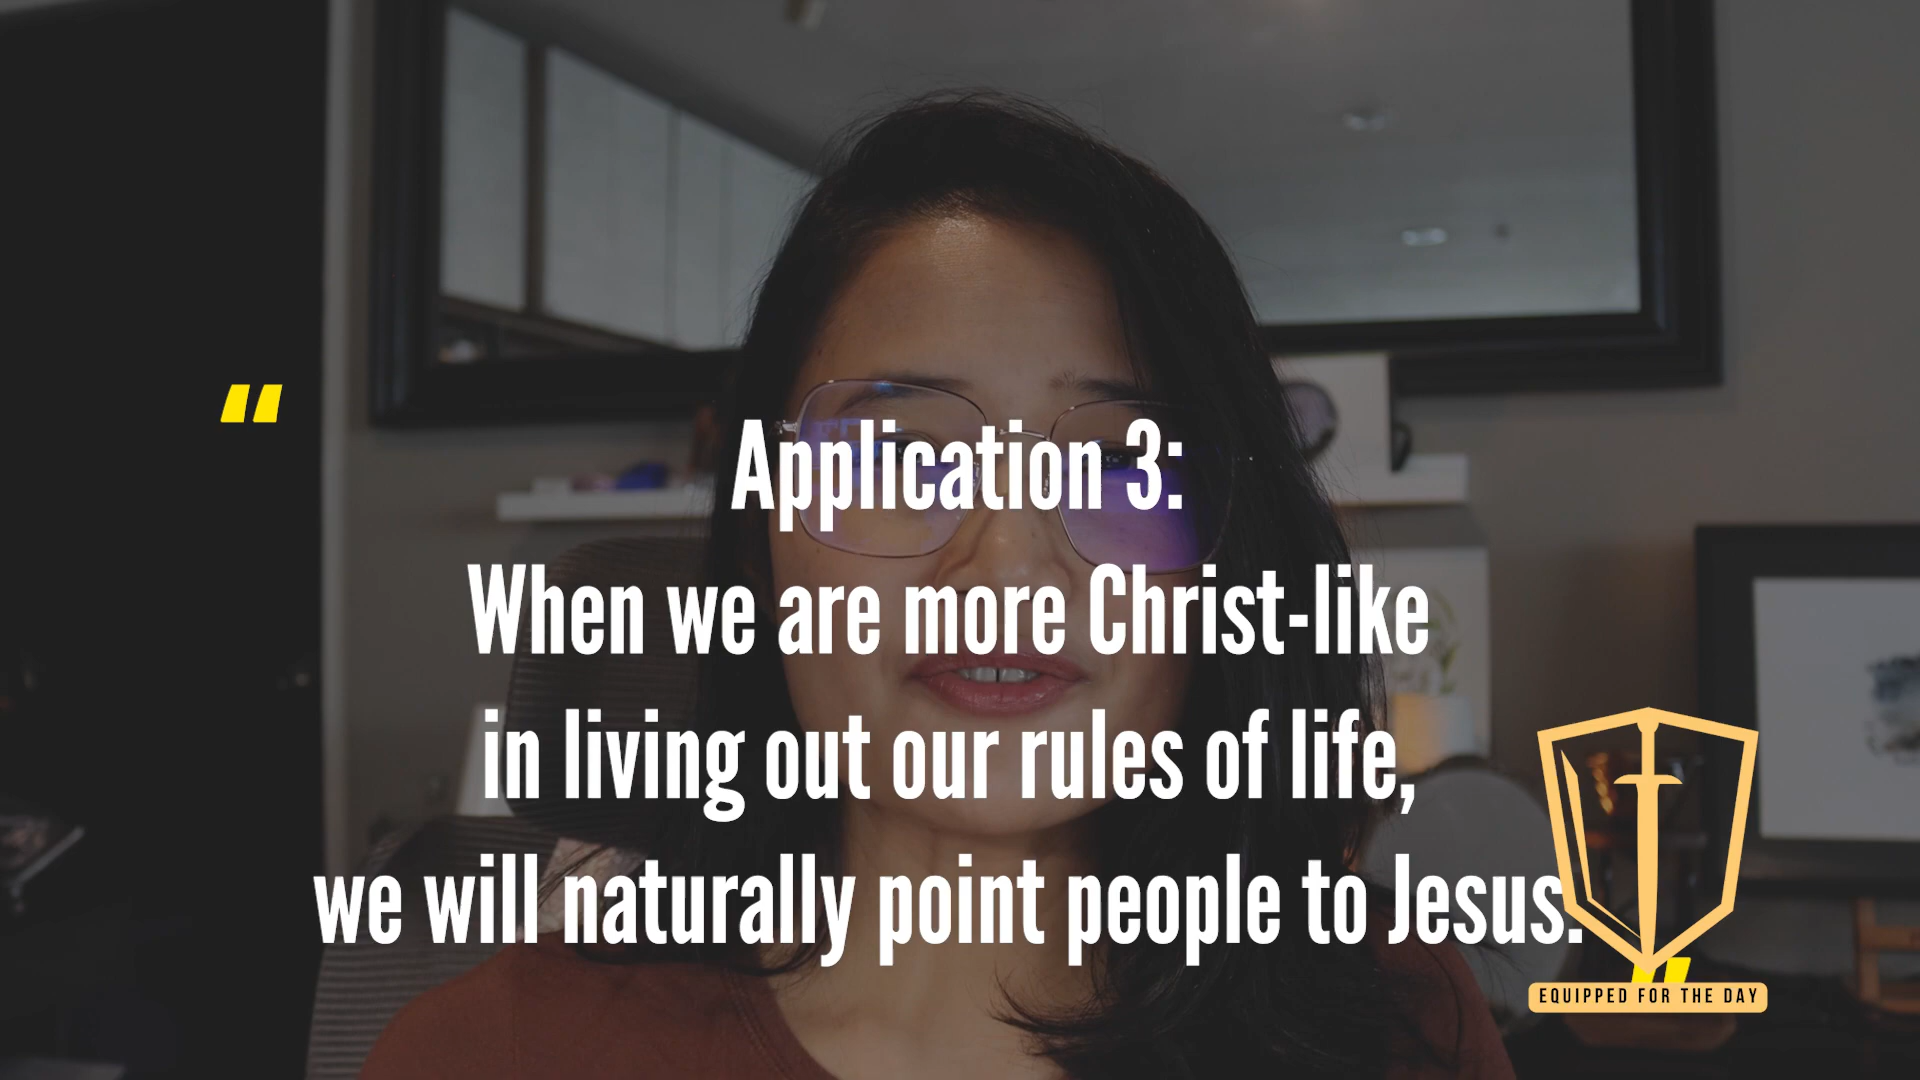 “
Application 3:
When we are more Christ-like
in living out our rules of life,
we will naturally point people to Jesus.
”
EQUIPPED FOR THE DAY